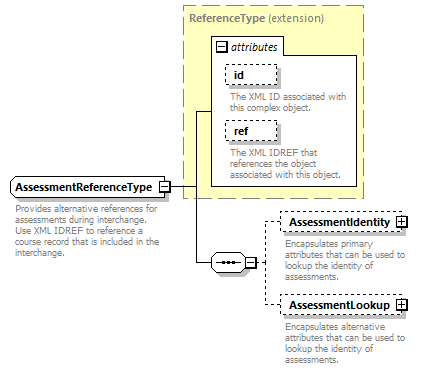 ReferenceType (extension)
attributes
id
The XML ID associated with
this complex object.
ref
The XML IDREF that
references the object
associated with this object.
AssessmentReferenceType
Provides alternative references for
assessments during interchange.
Use XML IDREF to reference a
course record that is included in the
interchange.
AssessmentIdentity
Encapsulates primary
attributes that can be used to
lookup the identity of
assessments.
AssessmentLookup
Encapsulates alternative
attributes that can be used to
lookup the identity of
assessments.